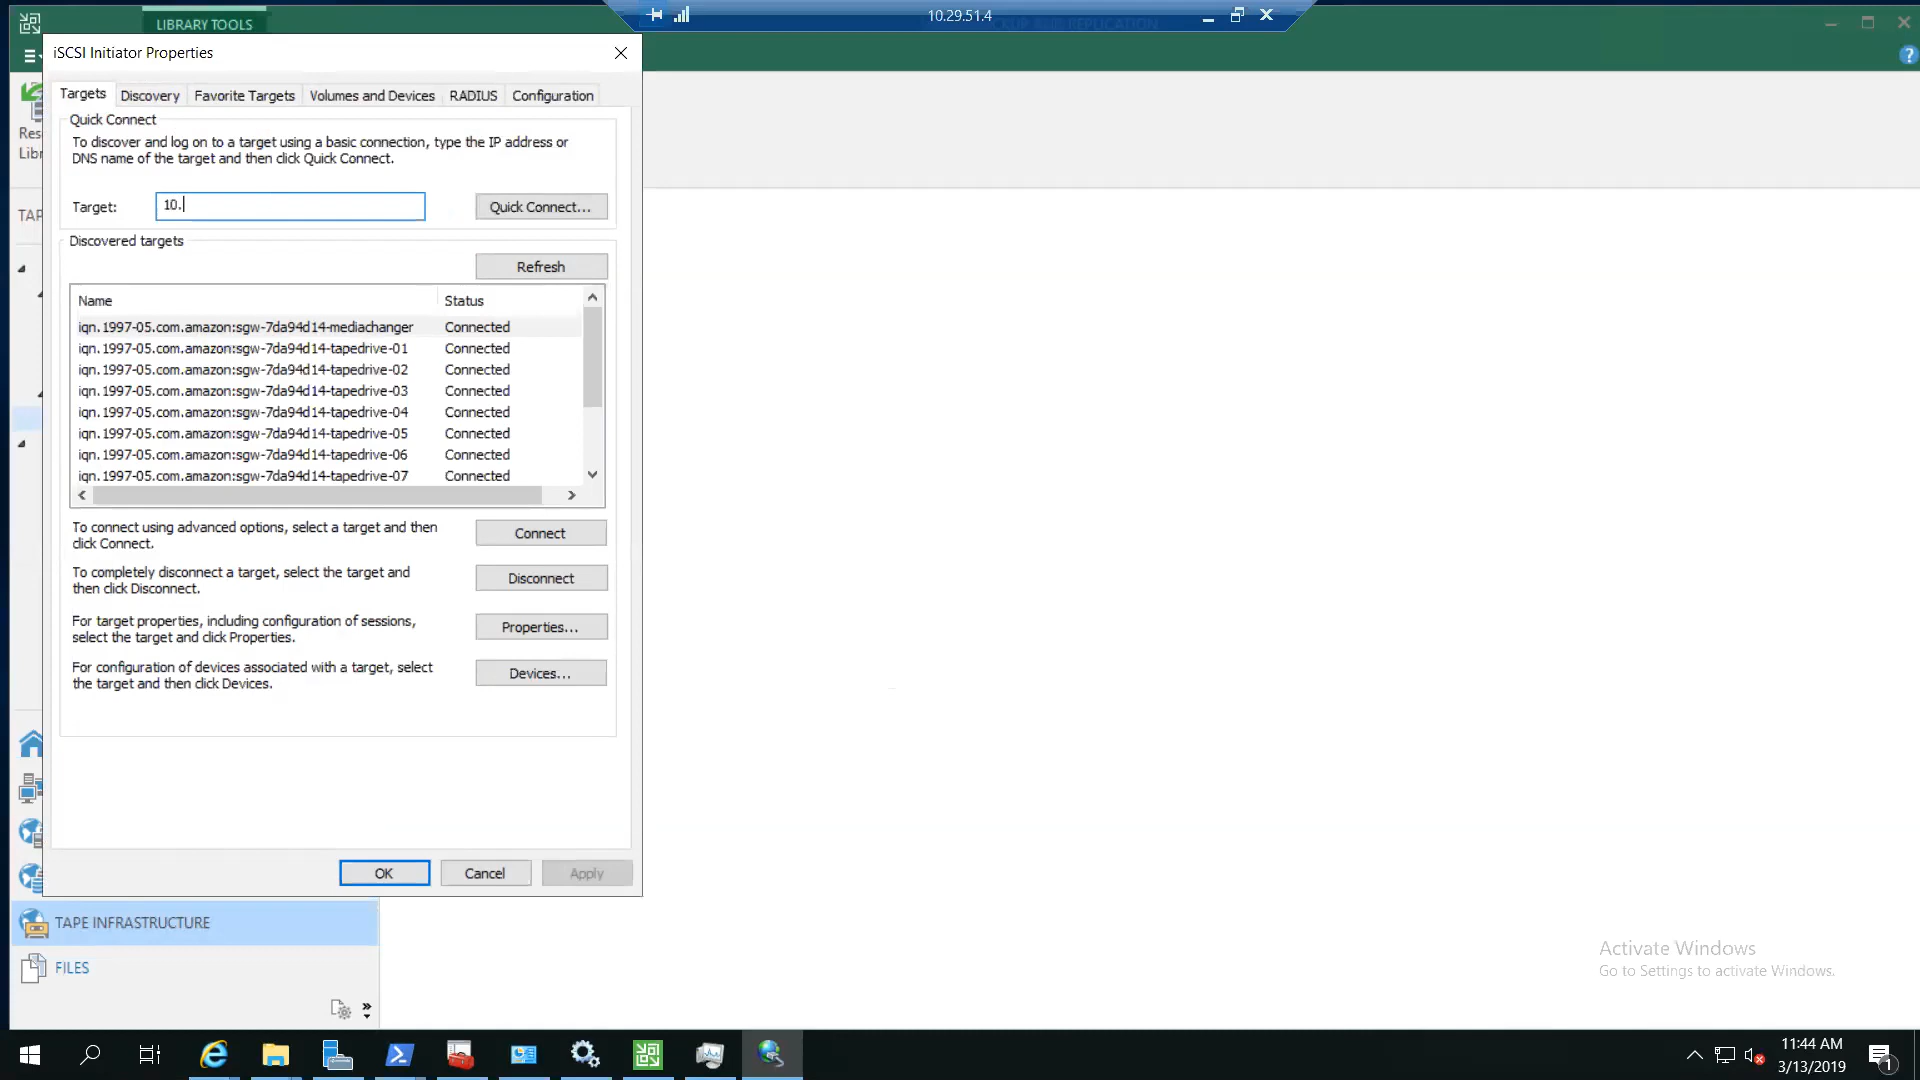 LIBRARY TOOLS
10.29.51.4
iSCSI Initiator Properties
Targets
Discovery
Favorite Targets
Volumes and Devices
RADIUS
Configuration
Quick Connect
To discover and log on to a target using a basic connection, type the IP address or
DNS name of the target and then click Quick Connect.
Target:
10.
Quick Connect...
Discovered targets
Refresh
Name
Status
iqn.1997-05.com.amazon:sgw-7da94d14-mediachanger
Connected
iqn.1997-05.com.amazon:sgw-7da94d14-tapedrive-01
Connected
iqn.1997-05.com.amazon:sgw-7da94d14-tapedrive-02
Connected
iqn.1997-05.com.amazon:sgw-7da94d14-tapedrive-03
Connected
iqn.1997-05.com.amazon:sgw-7da94d14-tapedrive-04
Connected
iqn.1997-05.com.amazon:sgw-7da94d14-tapedrive-05
Connected
iqn.1997-05.com.amazon:sgw-7da94d14-tapedrive-06
Connected
iqn.1997-05.com.amazon:sgw-7da94d14-tapedrive-07
Connected
To connect using advanced options, select a target and then
click Connect.
Connect
To completely disconnect a target, select the target and
then click Disconnect.
Disconnect
For target properties, including configuration of sessions,
select the target and click Properties.
Properties...
For configuration of devices associated with a target, select
the target and then click Devices.
Devices...
OK
Cancel
Apply
Res
Libr
TAP
TAPE INFRASTRUCTURE
FILES
Activate Windows
Go to Settings to activate Windows.
11:44 AM
3/13/2019
1